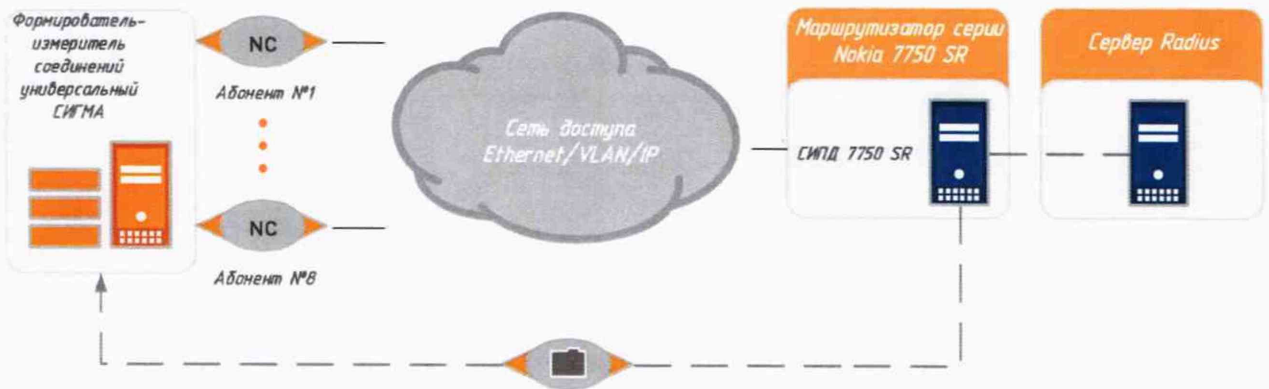 Формирователь-
измеритель
соединений
универсальный
СИГМА
NC
Абонент №1
NC
Абонент №8
Сеть доступа
Ethernet/VLAN/IP
Маршрутизатор серии
Nokia 7750 SR
СИПД 7750 SR
Сервер Radius